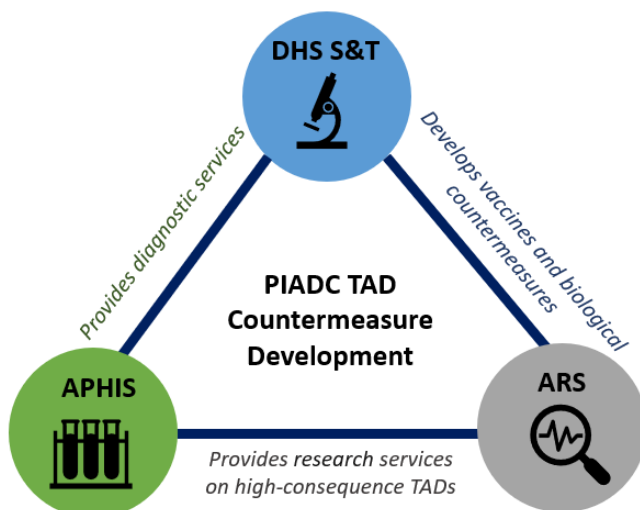 DHS S&T
Provides diagnostic services
Develops vaccines and biological
countermeasures
PIADC TAD
Countermeasure
Development
APHIS
ARS
Provides research services
on high-consequence TADs